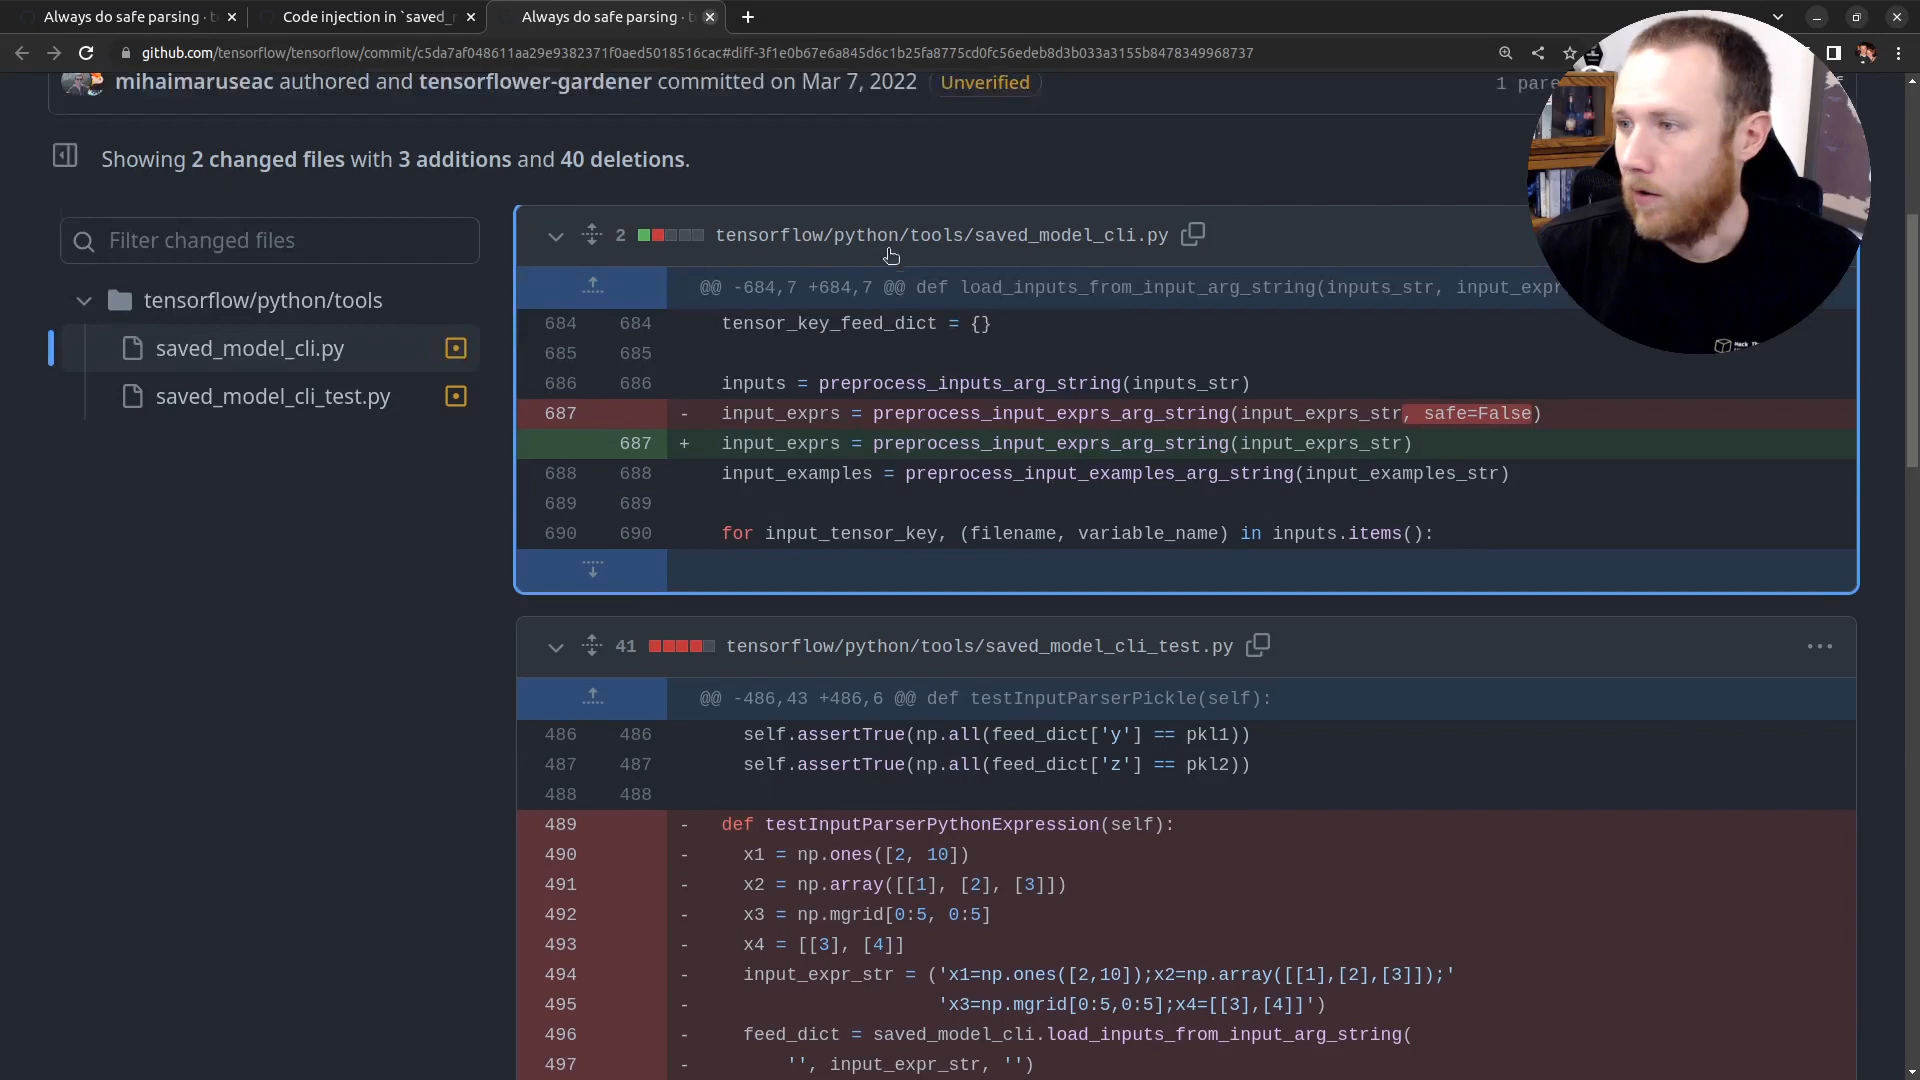 Always do safe parsing · t
Code injection in `saved_
Always do safe parsing · t
github.com/tensorflow/tensorflow/commit/c5da7af048611aa29e9382371f0aed5018516cac#diff-3f1e0b67e6a845d6c1b25fa8775cd0fc56edeb8d3b033a3155b8478349968737
mihaimaruseac authored and tensorflower-gardener committed on Mar 7, 2022 Unverified
1 pare
Showing 2 changed files with 3 additions and 40 deletions.
Filter changed files
tensorflow/python/tools
saved_model_cli.py
saved_model_cli_test.py
2 tensorflow/python/tools/saved_model_cli.py
@@ -684,7 +684,7 @@ def load_inputs_from_input_arg_string(inputs_str, input_expr
684 684 tensor_key_feed_dict = {}
685 685
686 686 inputs = preprocess_inputs_arg_string(inputs_str)
687 - input_exprs = preprocess_input_exprs_arg_string(input_exprs_str, safe=False)
687 + input_exprs = preprocess_input_exprs_arg_string(input_exprs_str)
688 688 input_examples = preprocess_input_examples_arg_string(input_examples_str)
689 689
690 690 for input_tensor_key, (filename, variable_name) in inputs.items():
41 tensorflow/python/tools/saved_model_cli_test.py
@@ -486,43 +486,6 @@ def testInputParserPickle(self):
486 486 self.assertTrue(np.all(feed_dict['y'] == pkl1))
487 487 self.assertTrue(np.all(feed_dict['z'] == pkl2))
488 488
489 - def testInputParserPythonExpression(self):
490 - x1 = np.ones([2, 10])
491 - x2 = np.array([[1], [2], [3]])
492 - x3 = np.mgrid[0:5, 0:5]
493 - x4 = [[3], [4]]
494 - input_expr_str = ('x1=np.ones([2,10]);x2=np.array([[1],[2],[3]]);'
495 - 'x3=np.mgrid[0:5,0:5];x4=[[3],[4]]')
496 - feed_dict = saved_model_cli.load_inputs_from_input_arg_string(
497 - '', input_expr_str, '')